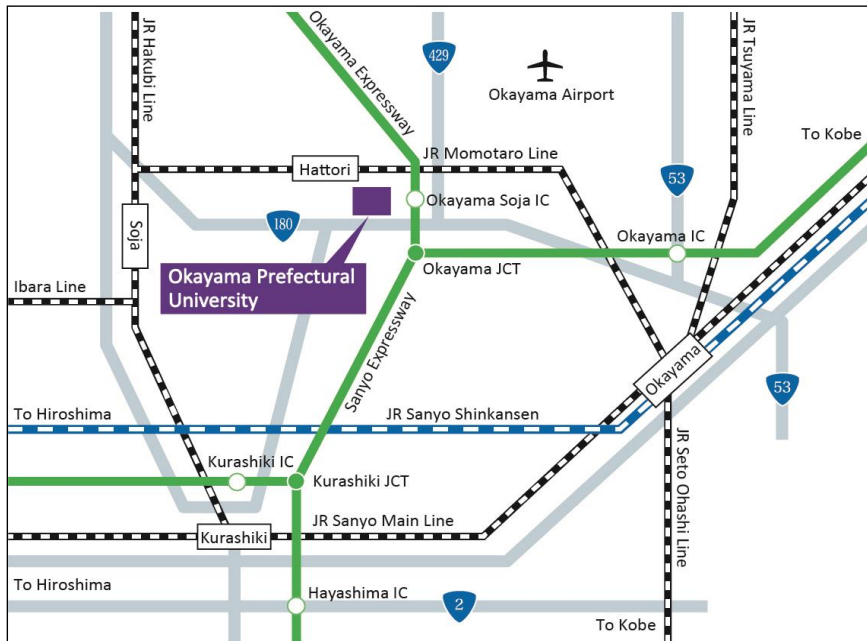 JR Hakubi Line
Okayama Expressway
429
Okayama Airport
JR Tsuyama Line
To Kobe
JR Momotaro Line
Hattori
53
Okayama Soja IC
180
Soja
Okayama IC
Okayama JCT
Okayama Prefectural
University
Ibara Line
Sanyo Expressway
Okayama
53
To Hiroshima
JR Sanyo Shinkansen
Kurashiki IC
Kurashiki JCT
JR Seto Ohashi Line
JR Sanyo Main Line
Kurashiki
To Hiroshima
Hayashima IC
2
To Kobe